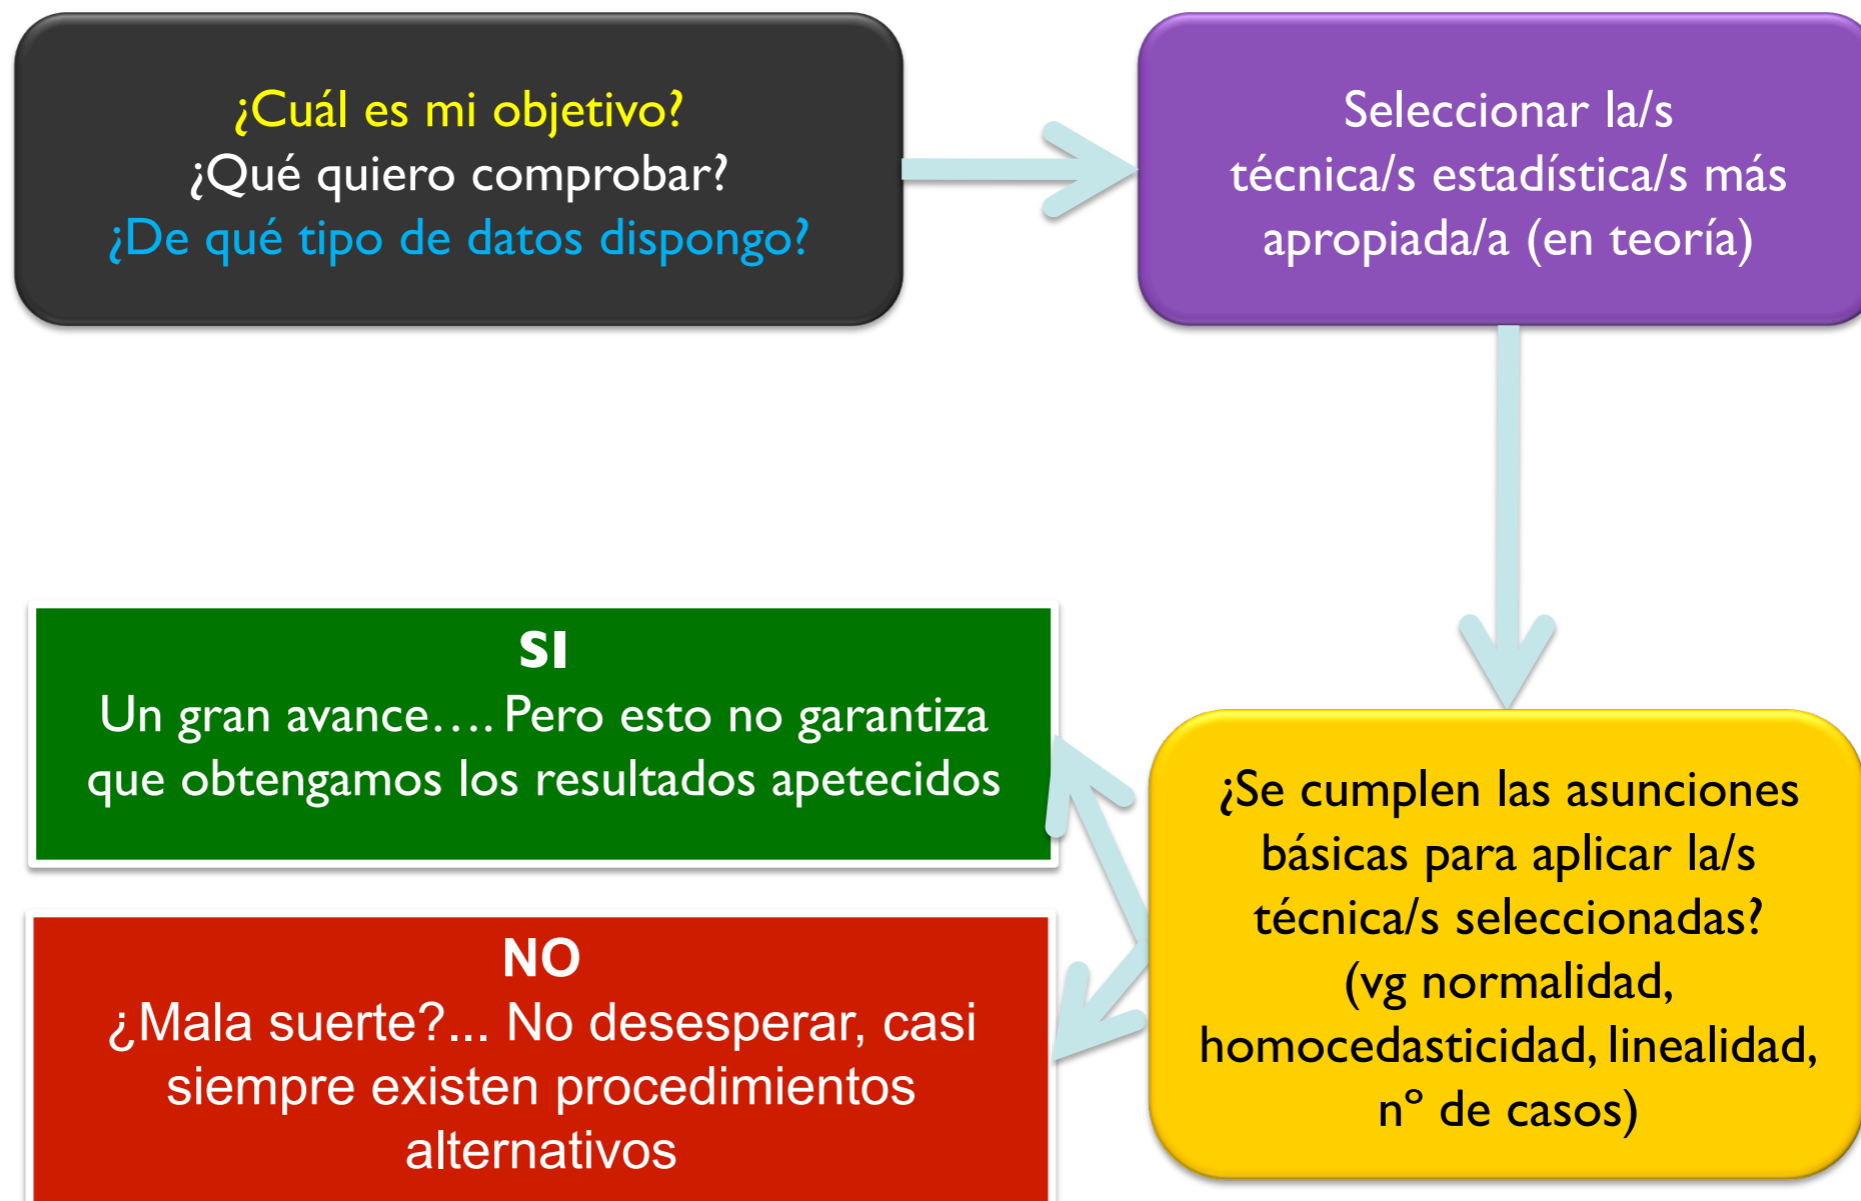 ¿Cuál es mi objetivo?
¿Qué quiero comprobar?
¿De qué tipo de datos dispongo?
Seleccionar la/s
técnica/s estadística/s más
apropiada/a (en teoría)
¿Se cumplen las asunciones
básicas para aplicar la/s
técnica/s seleccionadas?
(vg normalidad,
homocedasticidad, linealidad,
nº de casos)
SI
Un gran avance…. Pero esto no garantiza
que obtengamos los resultados apetecidos
NO
¿Mala suerte?... No desesperar, casi
siempre existen procedimientos
alternativos